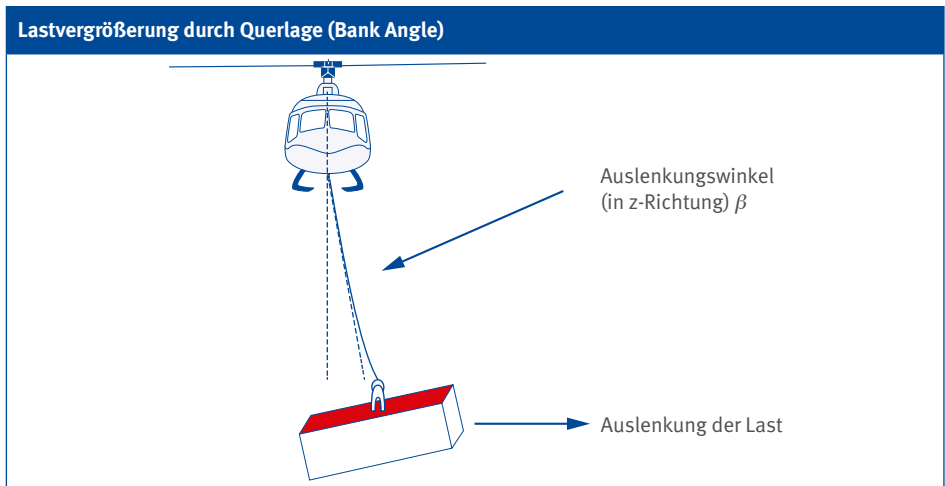 Lastvergrößerung durch Querlage (Bank Angle)
Auslenkungswinkel
(in z-Richtung) β
Auslenkung der Last